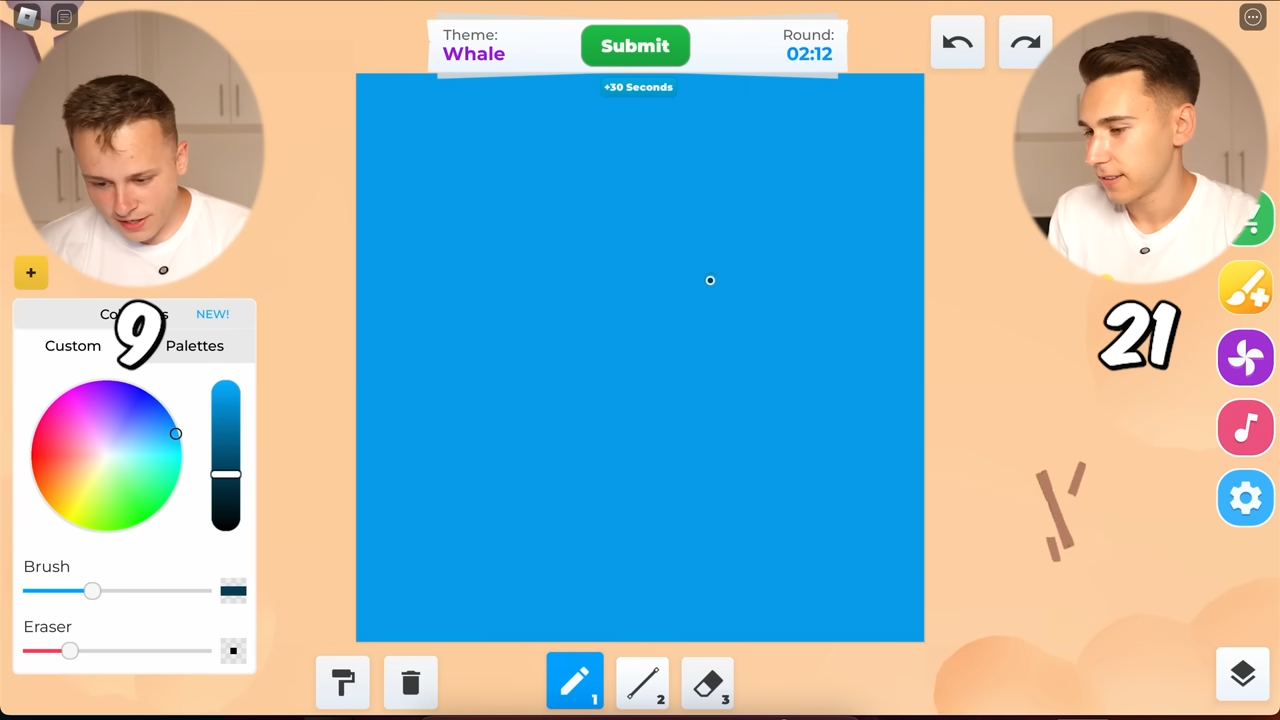 Theme:
Whale
Submit
Round:
02:12
+30 Seconds
+
9
NEW!
Custom
Palettes
21
Brush
Eraser
1
2
3